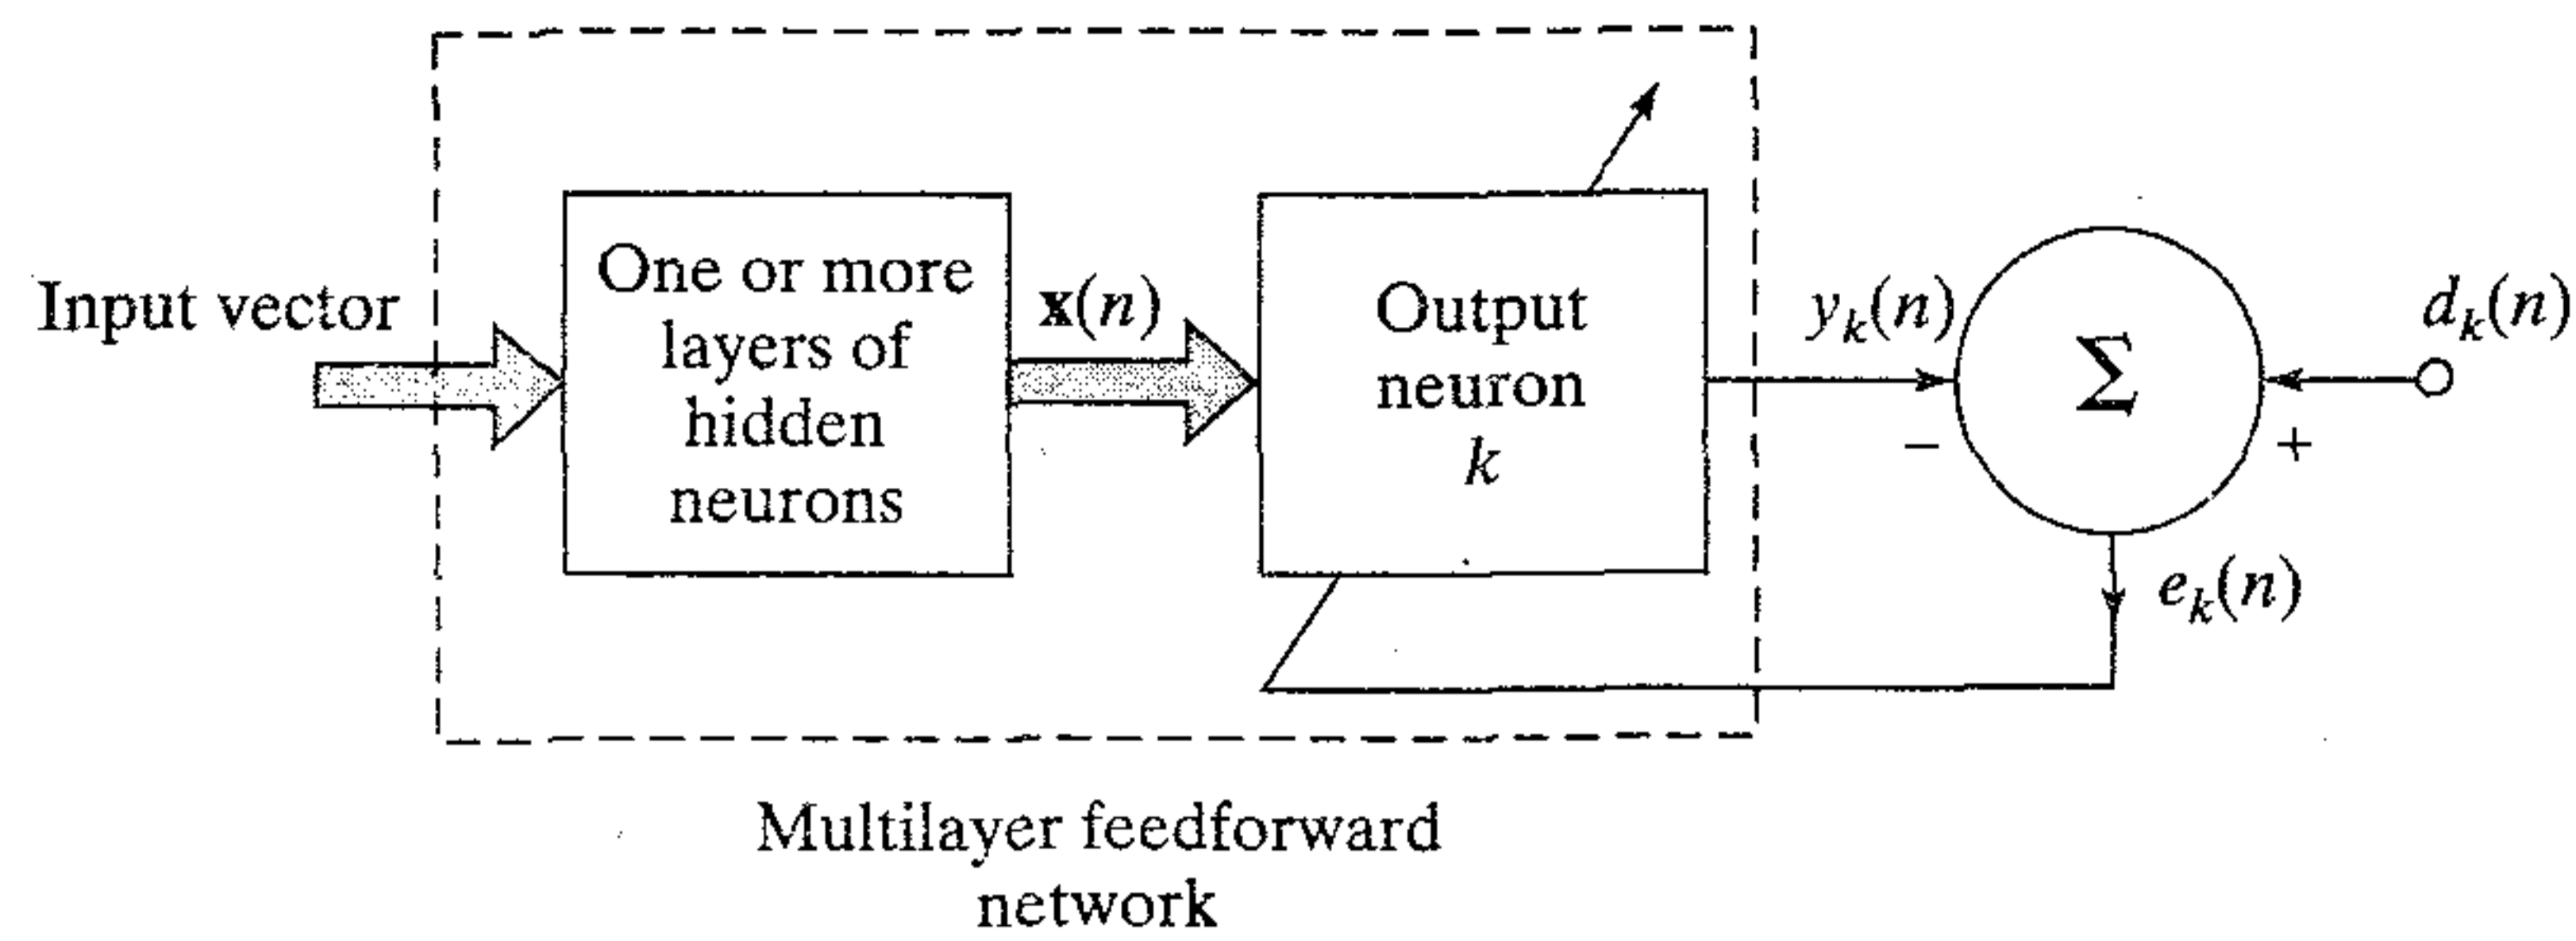 Input vector
One or more
layers of
hidden
neurons
x(n)
Output
neuron
k
y_k(n)
Σ
d_k(n)
−
+
e_k(n)
Multilayer feedforward
network